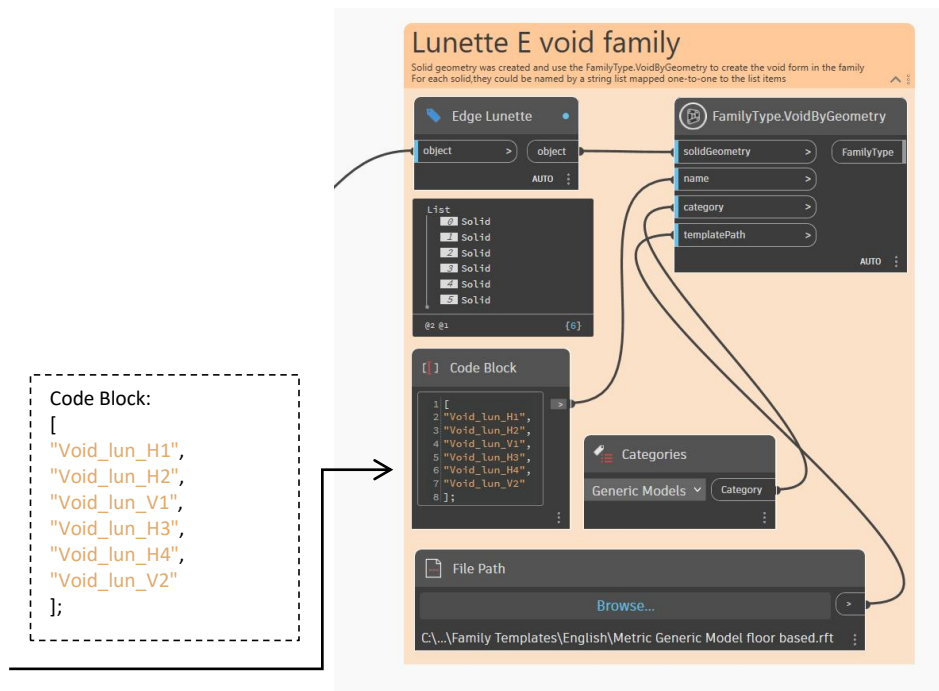 Lunette E void family
Solid geometry was created and use the FamilyType.VoidByGeometry to create the void form in the family
For each solid,they could be named by a string list mapped one-to-one to the list items
Edge Lunette
object > object
AUTO
List
0 Solid
1 Solid
2 Solid
3 Solid
4 Solid
5 Solid
@2 @1 {6}
FamilyType.VoidByGeometry
solidGeometry > FamilyType
name >
category >
templatePath >
AUTO
Code Block:
[
"Void_lun_H1",
"Void_lun_H2",
"Void_lun_V1",
"Void_lun_H3",
"Void_lun_H4",
"Void_lun_V2"
];
Code Block
1 [ >
2 "Void_lun_H1",
3 "Void_lun_H2",
4 "Void_lun_V1",
5 "Void_lun_H3",
6 "Void_lun_H4",
7 "Void_lun_V2"
8 ];
Categories
Generic Models Category
File Path
Browse... >
C:\...\Family Templates\English\Metric Generic Model floor based.rft